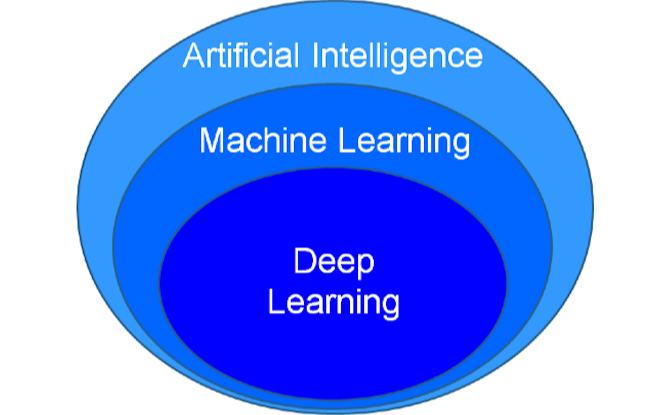 Artificial Intelligence
Machine Learning
Deep
Learning